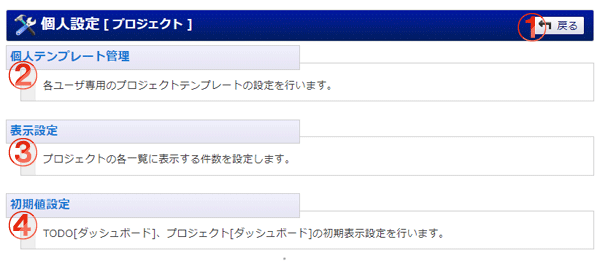 個人設定 [ プロジェクト ]
① 戻る
個人テンプレート管理
②
各ユーザ専用のプロジェクトテンプレートの設定を行います。
表示設定
③
プロジェクトの各一覧に表示する件数を設定します。
初期値設定
④
TODO[ダッシュボード]、プロジェクト[ダッシュボード]の初期表示設定を行います。